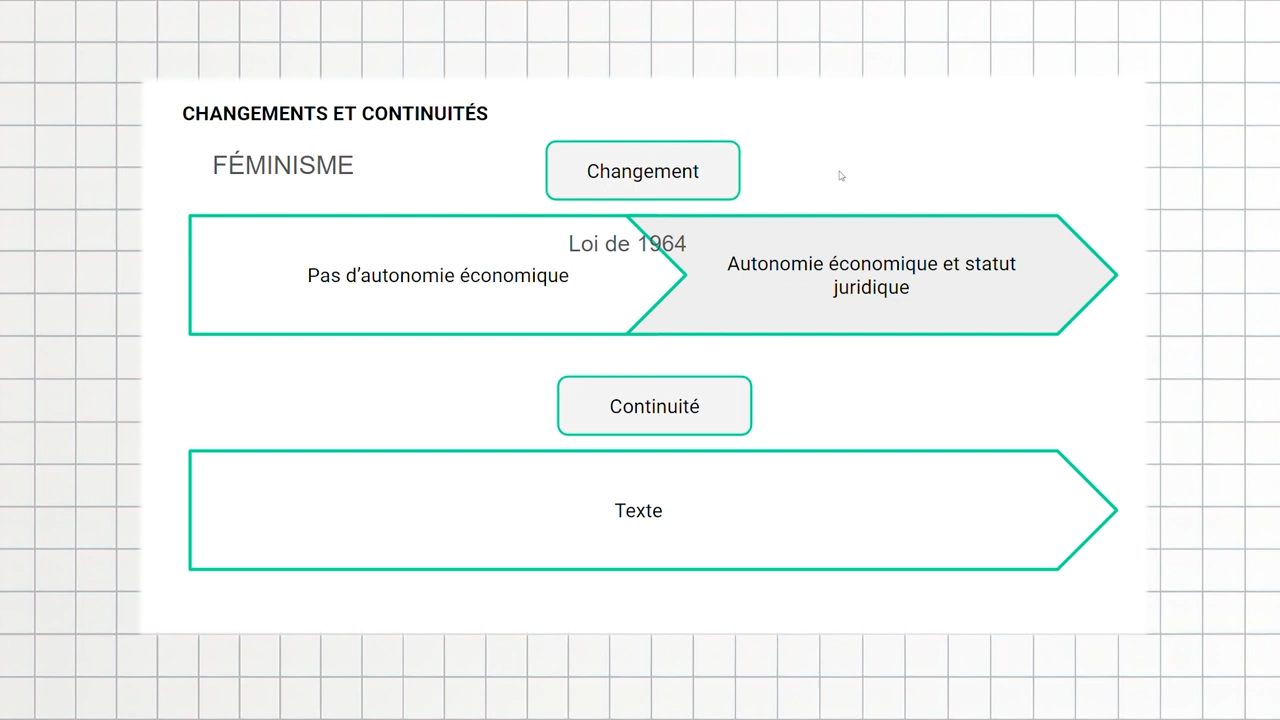 CHANGEMENTS ET CONTINUITÉS
FÉMINISME
Changement
Loi de 1964
Pas d’autonomie économique
Autonomie économique et statut
juridique
Continuité
Texte